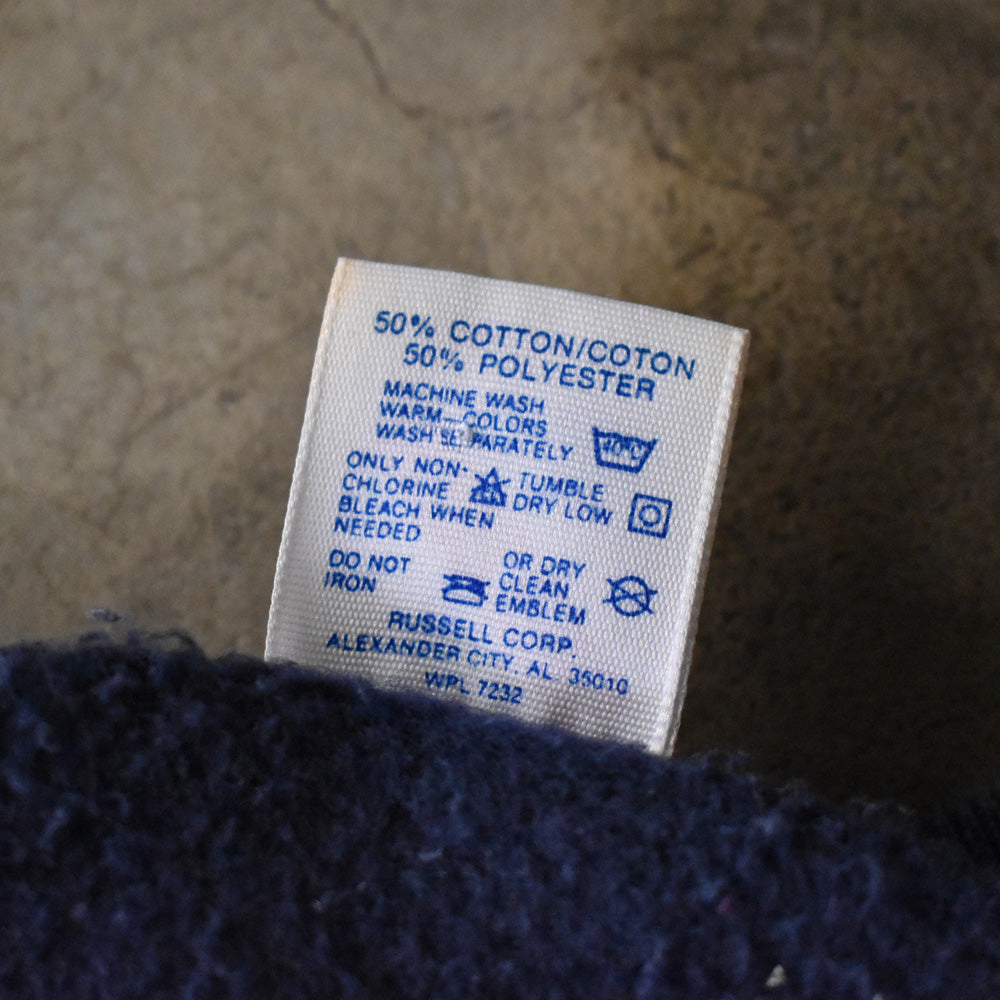 50% COTTON/COTON
50% POLYESTER
MACHINE WASH
WARM—COLORS
WASH SEPARATELY
40°C
ONLY NON-
CHLORINE
BLEACH WHEN
NEEDED
TUMBLE
DRY LOW
DO NOT
IRON
OR DRY
CLEAN
EMBLEM
RUSSELL CORP.
ALEXANDER CITY, AL 35010
WPL 7232